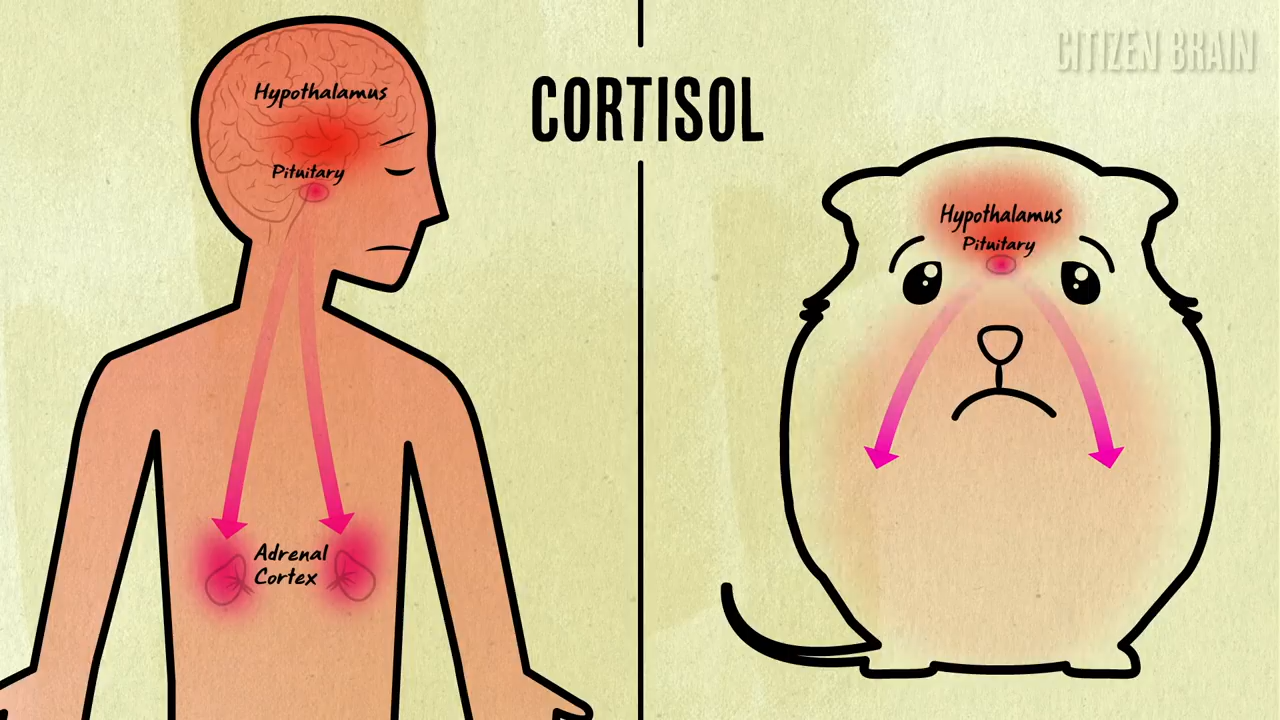 CITIZEN BRAIN
CORTISOL
Hypothalamus
Pituitary
Adrenal
Cortex
Hypothalamus
Pituitary